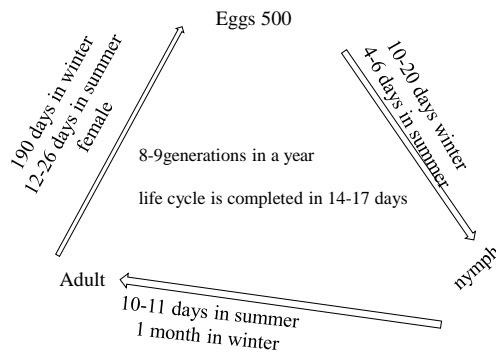 Eggs 500
10-20 days winter
4-6 days in summer
nymph
10-11 days in summer
1 month in winter
Adult
190 days in winter
12-26 days in summer
female
8-9generations in a year
life cycle is completed in 14-17 days